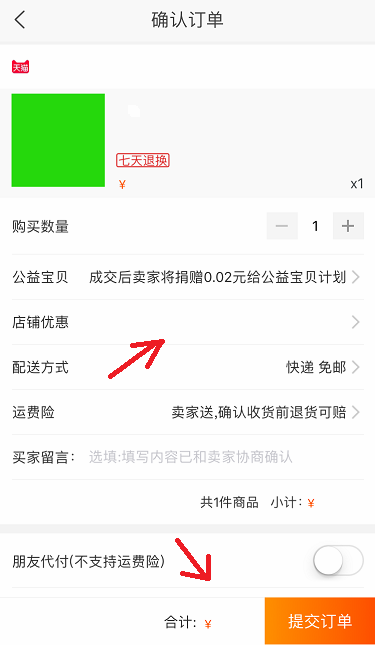 确认订单
天猫
七天退换
¥ x1
购买数量 1
公益宝贝 成交后卖家将捐赠0.02元给公益宝贝计划
店铺优惠
配送方式 快递 免邮
运费险 卖家送,确认收货前退货可赔
买家留言: 选填:填写内容已和卖家协商确认
共1件商品 小计: ¥
朋友代付(不支持运费险)
合计: ¥ 提交订单